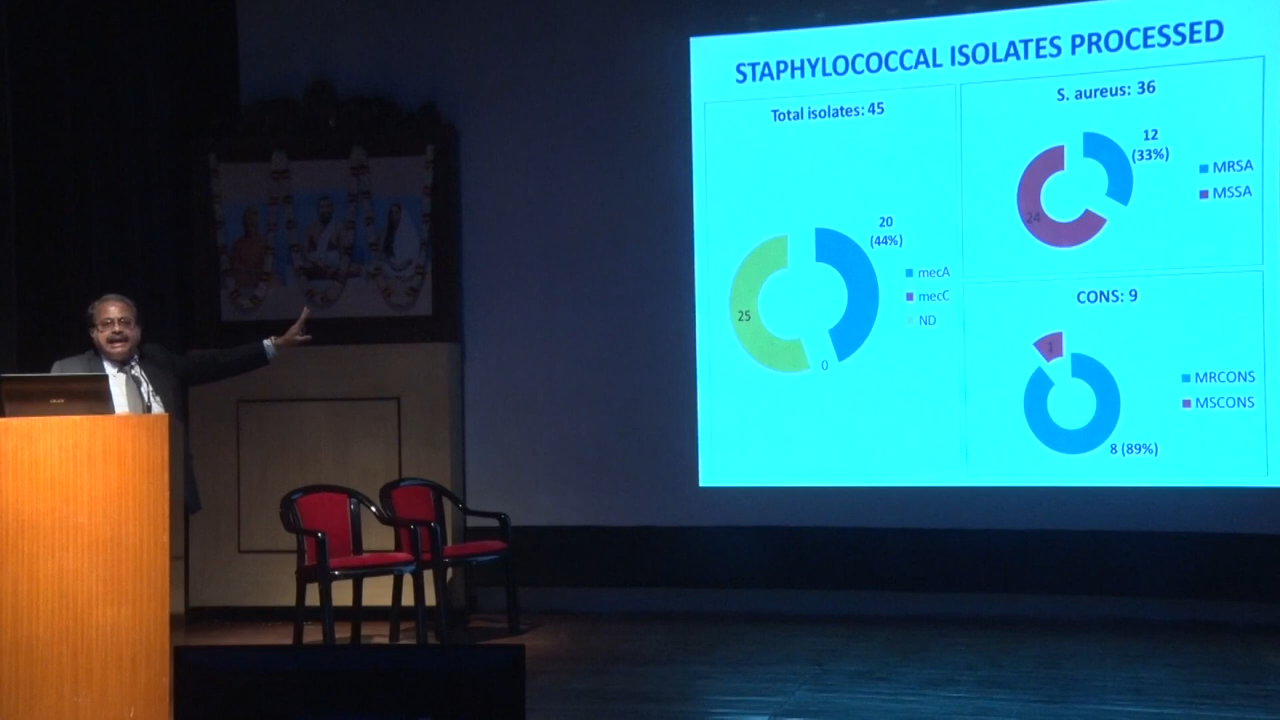 STAPHYLOCOCCAL ISOLATES PROCESSED
Total isolates: 45
20
(44%)
25
0
mecA
mecC
ND
S. aureus: 36
12
(33%)
24
MRSA
MSSA
CONS: 9
1
8 (89%)
MRCONS
MSCONS
acer